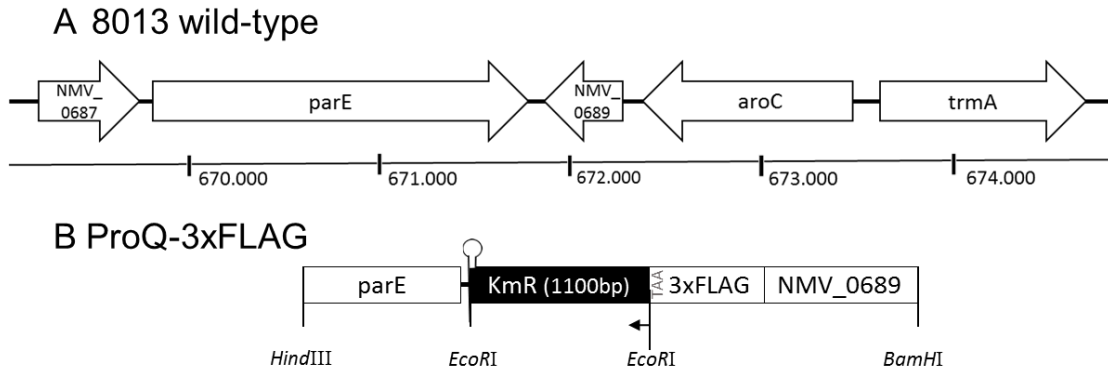 A 8013 wild-type
NMV_
0687
parE
NMV_
0689
aroC
trmA
670.000 671.000 672.000 673.000 674.000
B ProQ-3xFLAG
parE
KmR (1100bp)
TAA
3xFLAG
NMV_0689
HindIII EcoRI EcoRI BamHI